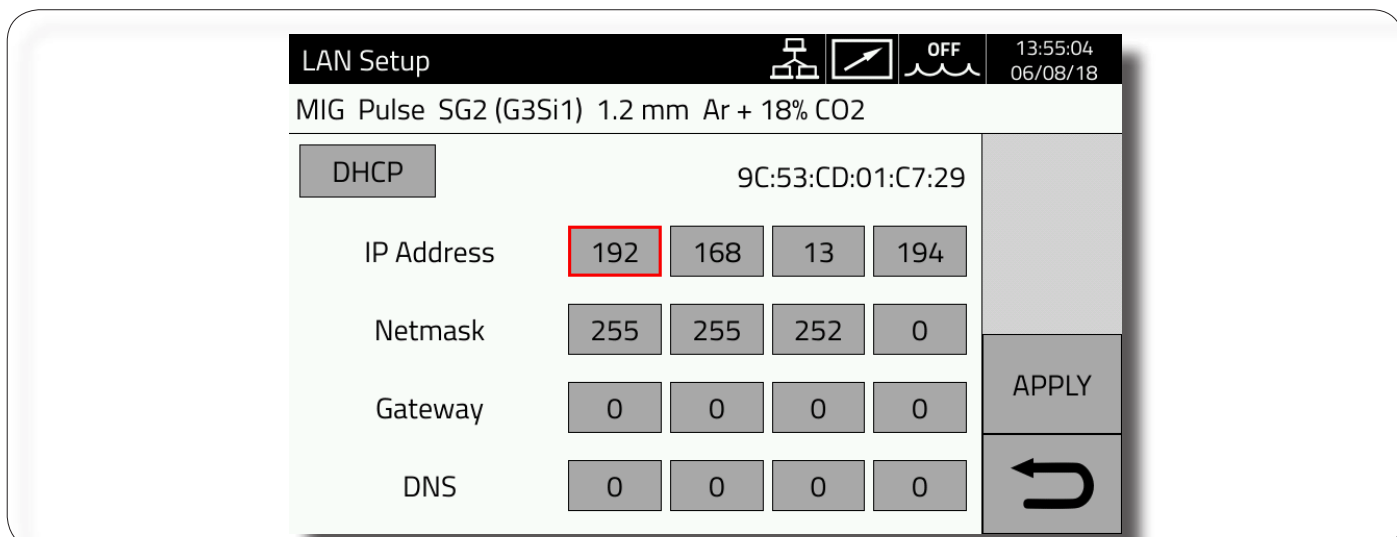 LAN Setup
OFF
13:55:04
06/08/18
MIG Pulse SG2 (G3Si1) 1.2 mm Ar + 18% CO2
DHCP 9C:53:CD:01:C7:29
IP Address 192 168 13 194
Netmask 255 255 252 0
Gateway 0 0 0 0
APPLY
DNS 0 0 0 0